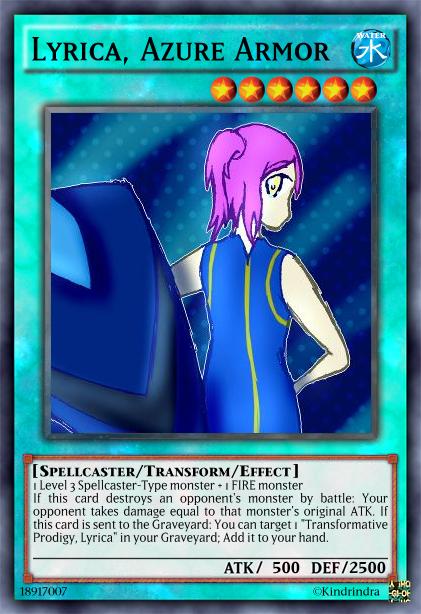 Lyrica, Azure Armor
WATER
水
[Spellcaster/Transform/Effect]
1 Level 3 Spellcaster-Type monster + 1 FIRE monster
If this card destroys an opponent's monster by battle: Your
opponent takes damage equal to that monster's original ATK. If
this card is sent to the Graveyard: You can target 1 "Transformative
Prodigy, Lyrica" in your Graveyard; Add it to your hand.
ATK/ 500 DEF/2500
18917007
©Kindrindra